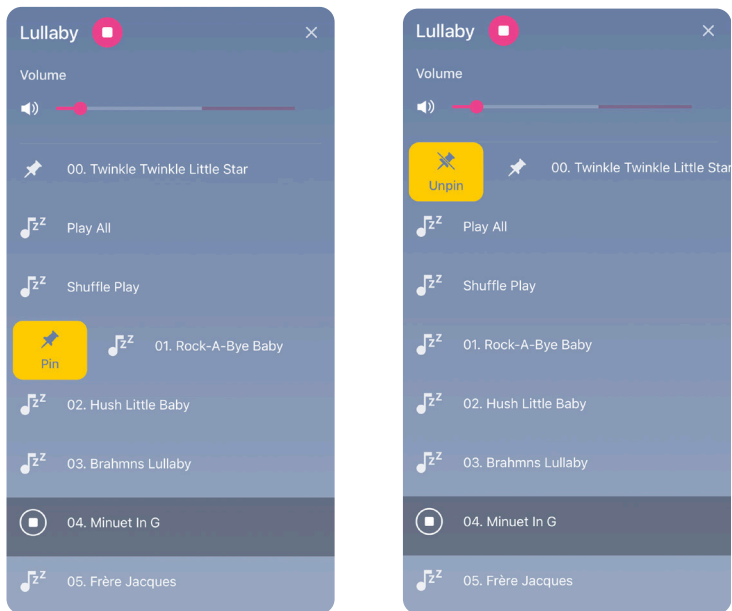 Lullaby
Volume
00. Twinkle Twinkle Little Star
Play All
Shuffle Play
Pin
01. Rock-A-Bye Baby
02. Hush Little Baby
03. Brahmns Lullaby
04. Minuet In G
05. Frère Jacques
Lullaby
Volume
Unpin
00. Twinkle Twinkle Little Star
Play All
Shuffle Play
01. Rock-A-Bye Baby
02. Hush Little Baby
03. Brahmns Lullaby
04. Minuet In G
05. Frère Jacques